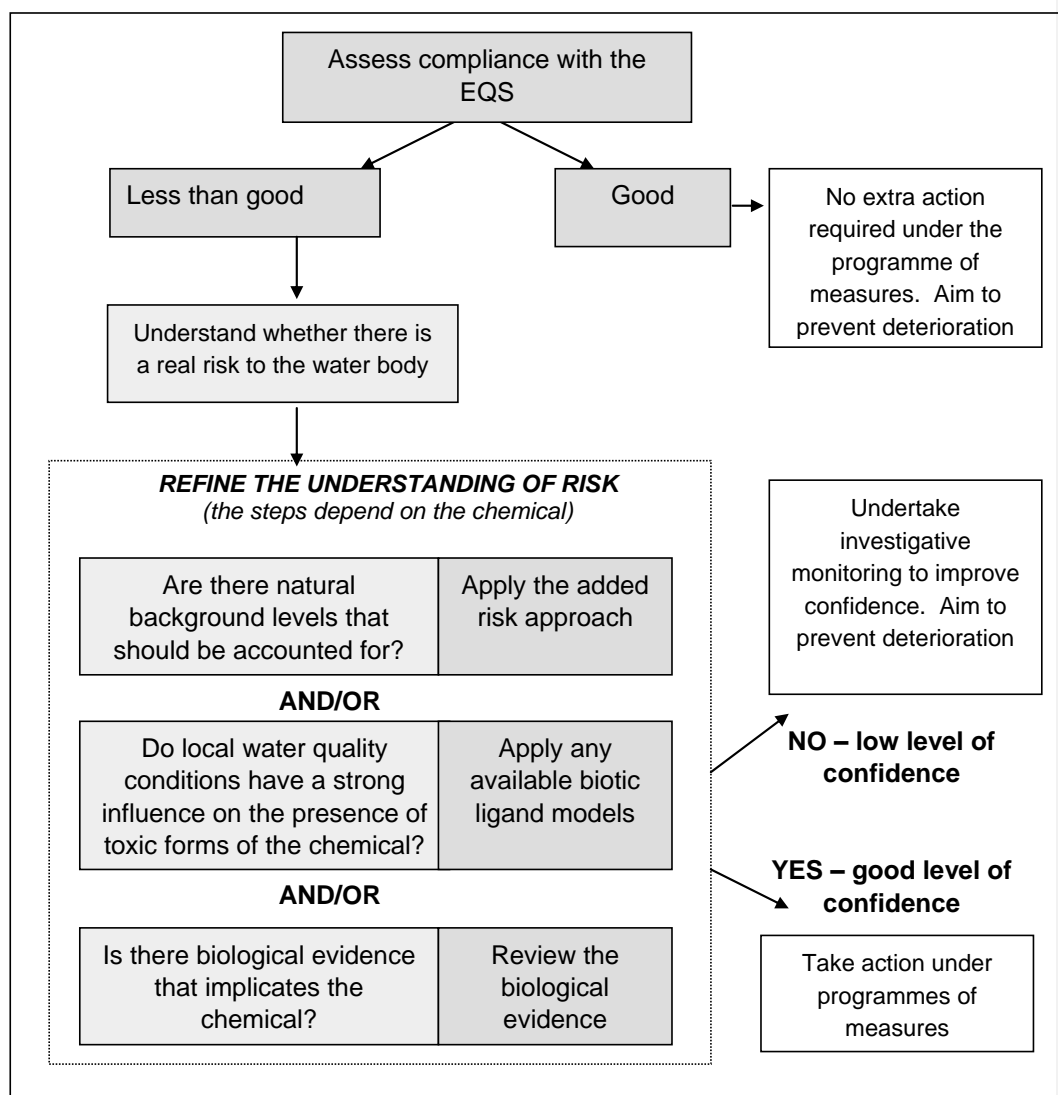 Assess compliance with the
EQS
Less than good
Good
No extra action
required under the
programme of
measures.  Aim to
prevent deterioration
Understand whether there is
a real risk to the water body
REFINE THE UNDERSTANDING OF RISK
(the steps depend on the chemical)
Are there natural
background levels that
should be accounted for?
Apply the added
risk approach
AND/OR
Do local water quality
conditions have a strong
influence on the presence of
toxic forms of the chemical?
Apply any
available biotic
ligand models
AND/OR
Is there biological evidence
that implicates the
chemical?
Review the
biological
evidence
Undertake
investigative
monitoring to improve
confidence.  Aim to
prevent deterioration
NO – low level of
confidence
YES – good level of
confidence
Take action under
programmes of
measures